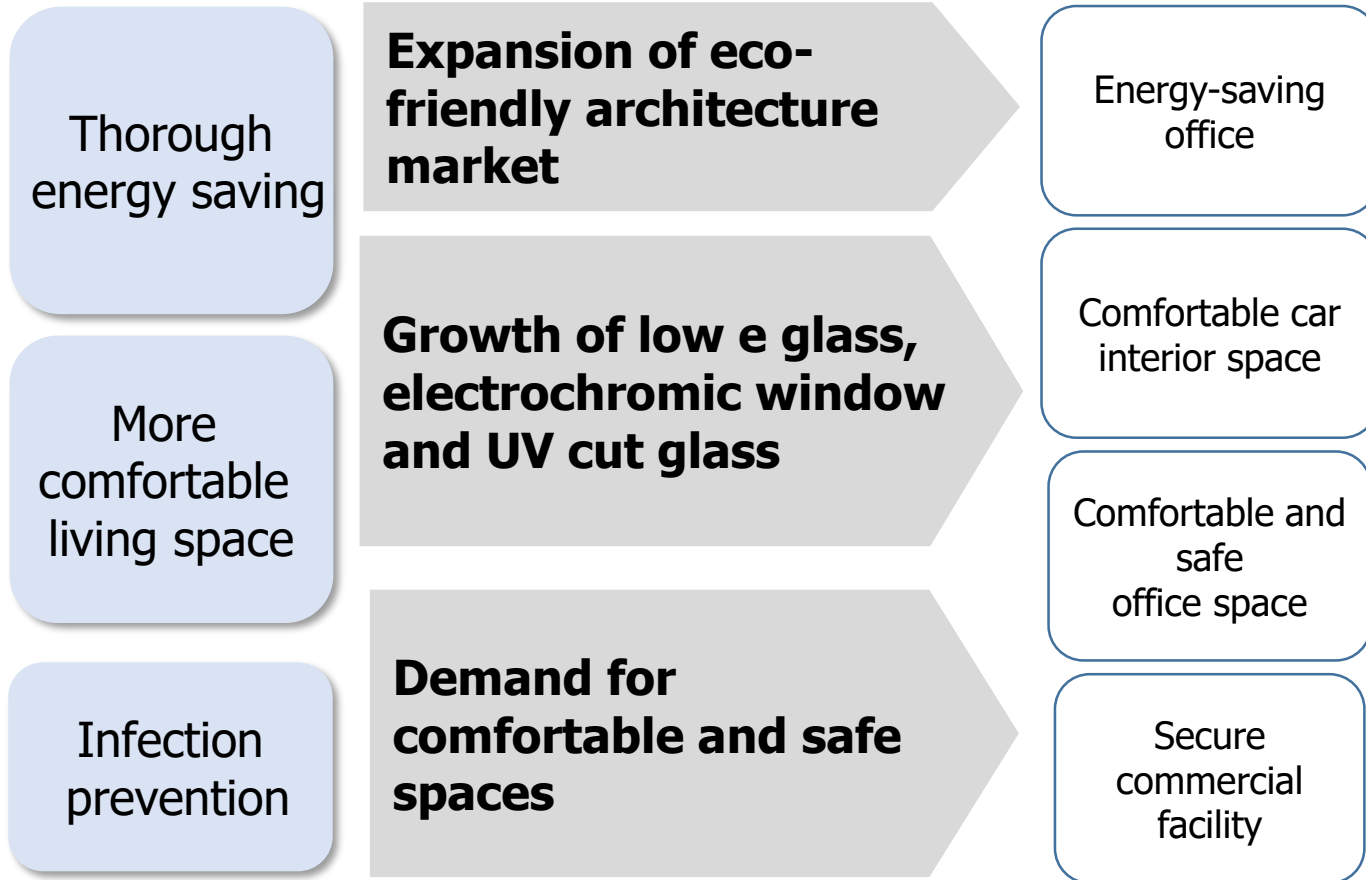 Thorough
energy saving
More
comfortable
living space
Infection
prevention
Expansion of eco-
friendly architecture
market
Growth of low e glass,
electrochromic window
and UV cut glass
Demand for
comfortable and safe
spaces
Energy-saving
office
Comfortable car
interior space
Comfortable and
safe
office space
Secure
commercial
facility